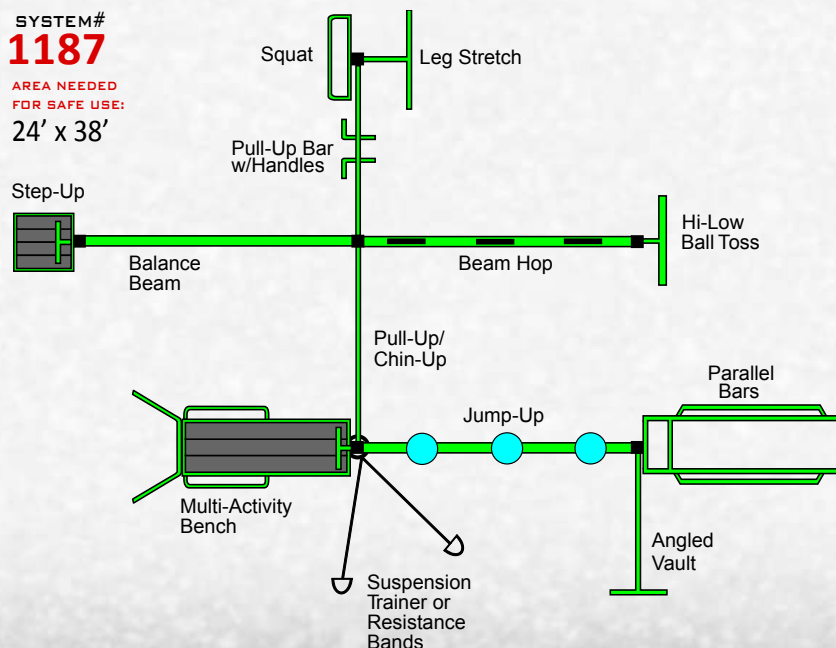 SYSTEM#
1187
AREA NEEDED
FOR SAFE USE:
24' x 38'
Squat
Leg Stretch
Pull-Up Bar
w/Handles
Step-Up
Hi-Low
Ball Toss
Balance
Beam
Beam Hop
Pull-Up/
Chin-Up
Parallel
Bars
Jump-Up
Multi-Activity
Bench
Angled
Vault
Suspension
Trainer or
Resistance
Bands